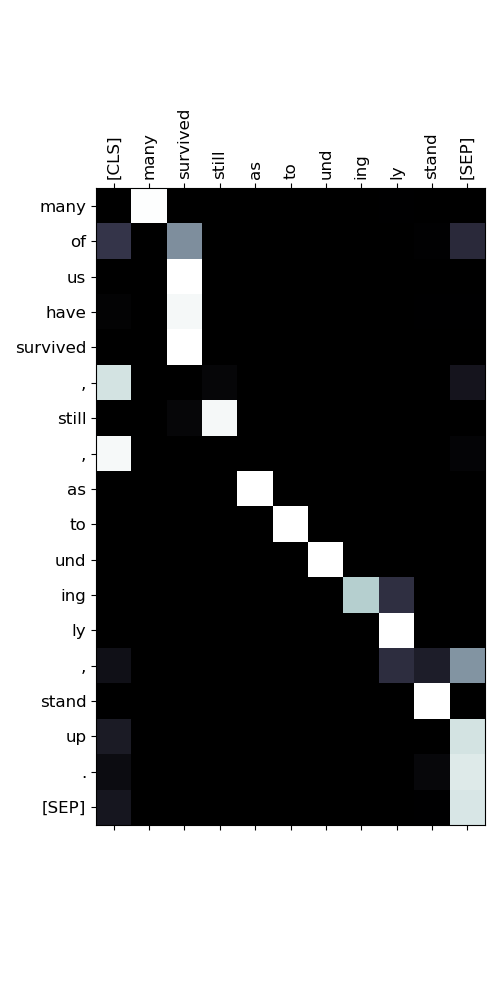 [CLS]
many
survived
still
as
to
und
ing
ly
stand
[SEP]
many
of
us
have
survived
,
still
,
as
to
und
ing
ly
,
stand
up
.
[SEP]